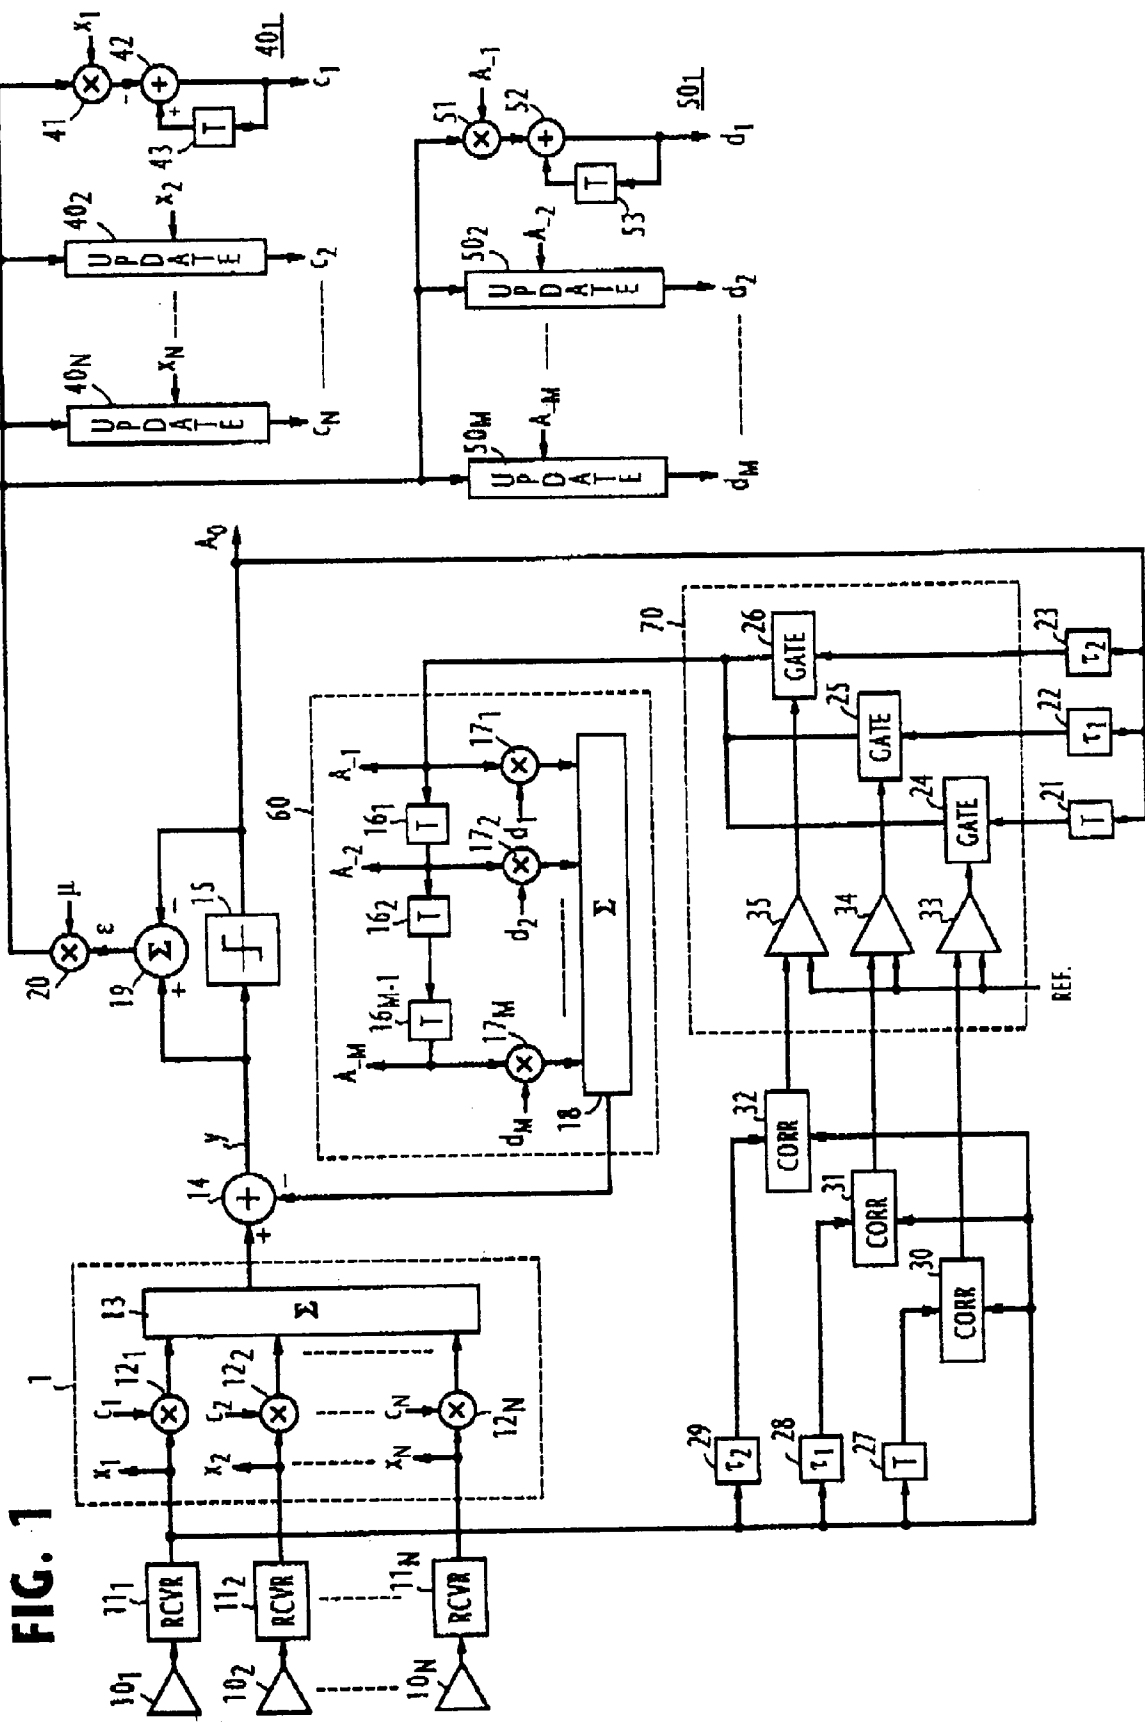 FIG. 1
10₁
11₁
RCVR
10₂
11₂
RCVR
10N
11N
RCVR
1
x₁
c₁
12₁
x₂
c₂
12₂
xN
cN
12N
13
Σ
14
+
+
-
y
15
19
Σ
+
-
ε
20
μ
A₀
60
A₋M
16M-1
T
A₋₂
16₂
T
A₋₁
16₁
T
dM
17M
d₂
17₂
d₁
17₁
18
Σ
29
τ₂
28
τ₁
27
T
32
CORR
31
CORR
30
CORR
70
35
34
33
REF.
26
GATE
25
GATE
24
GATE
23
τ₂
22
τ₁
21
T
40N
xN
UPDATE
cN
40₂
x₂
UPDATE
c₂
41
x₁
42
-
+
+
43
T
c₁
40₁
50M
A₋M
UPDATE
dM
50₂
A₋₂
UPDATE
d₂
51
A₋₁
52
+
53
T
d₁
50₁